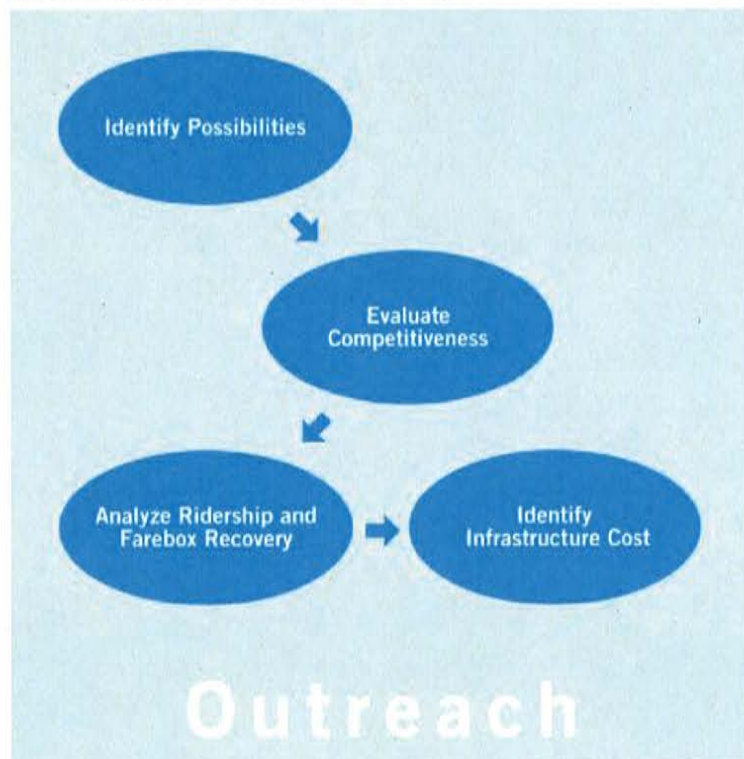 Identify Possibilities
Evaluate
Competitiveness
Analyze Ridership and
Farebox Recovery
Identify
Infrastructure Cost
Outreach